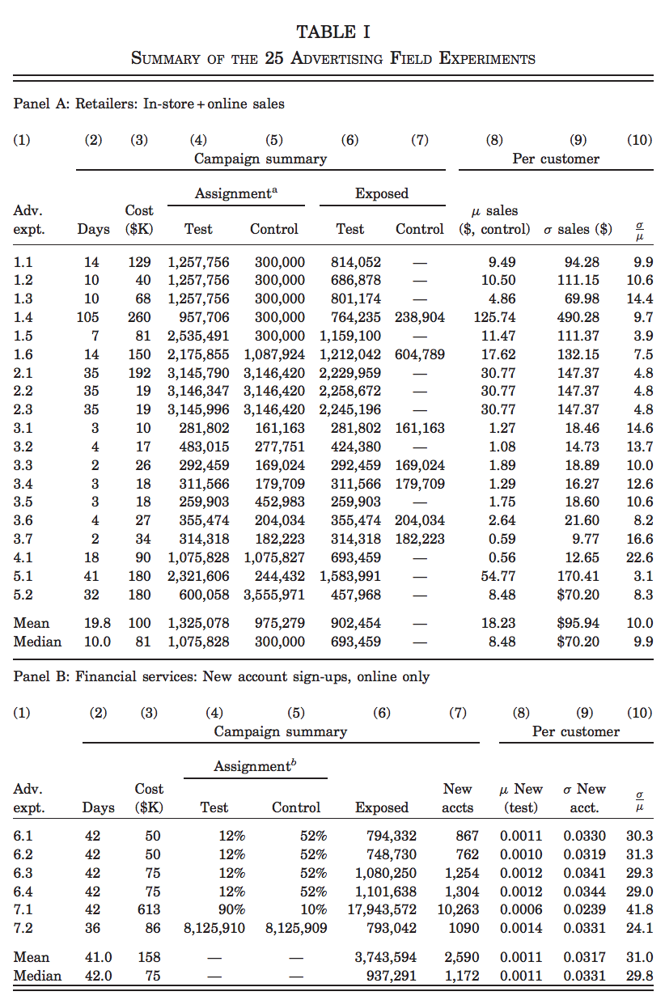 TABLE I
SUMMARY OF THE 25 ADVERTISING FIELD EXPERIMENTS
Panel A: Retailers: In-store + online sales
(1) (2) (3) (4) (5) (6) (7) (8) (9) (10)
Campaign summary Per customer
Assignmentᵃ Exposed
Adv. Cost μ sales σ
expt. Days ($K) Test Control Test Control ($, control) σ sales ($) μ
1.1 14 129 1,257,756 300,000 814,052 — 9.49 94.28 9.9
1.2 10 40 1,257,756 300,000 686,878 — 10.50 111.15 10.6
1.3 10 68 1,257,756 300,000 801,174 — 4.86 69.98 14.4
1.4 105 260 957,706 300,000 764,235 238,904 125.74 490.28 9.7
1.5 7 81 2,535,491 300,000 1,159,100 — 11.47 111.37 3.9
1.6 14 150 2,175,855 1,087,924 1,212,042 604,789 17.62 132.15 7.5
2.1 35 192 3,145,790 3,146,420 2,229,959 — 30.77 147.37 4.8
2.2 35 19 3,146,347 3,146,420 2,258,672 — 30.77 147.37 4.8
2.3 35 19 3,145,996 3,146,420 2,245,196 — 30.77 147.37 4.8
3.1 3 10 281,802 161,163 281,802 161,163 1.27 18.46 14.6
3.2 4 17 483,015 277,751 424,380 — 1.08 14.73 13.7
3.3 2 26 292,459 169,024 292,459 169,024 1.89 18.89 10.0
3.4 3 18 311,566 179,709 311,566 179,709 1.29 16.27 12.6
3.5 3 18 259,903 452,983 259,903 — 1.75 18.60 10.6
3.6 4 27 355,474 204,034 355,474 204,034 2.64 21.60 8.2
3.7 2 34 314,318 182,223 314,318 182,223 0.59 9.77 16.6
4.1 18 90 1,075,828 1,075,827 693,459 — 0.56 12.65 22.6
5.1 41 180 2,321,606 244,432 1,583,991 — 54.77 170.41 3.1
5.2 32 180 600,058 3,555,971 457,968 — 8.48 $70.20 8.3
Mean 19.8 100 1,325,078 975,279 902,454 — 18.23 $95.94 10.0
Median 10.0 81 1,075,828 300,000 693,459 — 8.48 $70.20 9.9
Panel B: Financial services: New account sign-ups, online only
(1) (2) (3) (4) (5) (6) (7) (8) (9) (10)
Campaign summary Per customer
Assignmentᵇ
Adv. Cost New μ New σ New σ
expt. Days ($K) Test Control Exposed accts (test) acct. μ
6.1 42 50 12% 52% 794,332 867 0.0011 0.0330 30.3
6.2 42 50 12% 52% 748,730 762 0.0010 0.0319 31.3
6.3 42 75 12% 52% 1,080,250 1,254 0.0012 0.0341 29.3
6.4 42 75 12% 52% 1,101,638 1,304 0.0012 0.0344 29.0
7.1 42 613 90% 10% 17,943,572 10,263 0.0006 0.0239 41.8
7.2 36 86 8,125,910 8,125,909 793,042 1090 0.0014 0.0331 24.1
Mean 41.0 158 — — 3,743,594 2,590 0.0011 0.0317 31.0
Median 42.0 75 — — 937,291 1,172 0.0011 0.0331 29.8